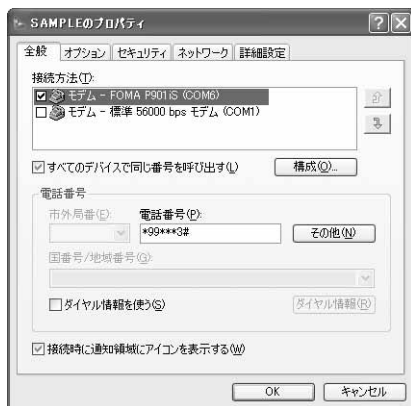 SAMPLEのプロパティ
全般 オプション セキュリティ ネットワーク 詳細設定
接続方法(T):
モデム - FOMA P901iS (COM6)
モデム - 標準 56000 bps モデム (COM1)
すべてのデバイスで同じ番号を呼び出す(L) 構成(O)...
電話番号
市外局番(E): 電話番号(P):
*99***3# その他(N)
国番号/地域番号(G):
ダイヤル情報を使う(S) ダイヤル情報(R)
接続時に通知領域にアイコンを表示する(W)
OK キャンセル